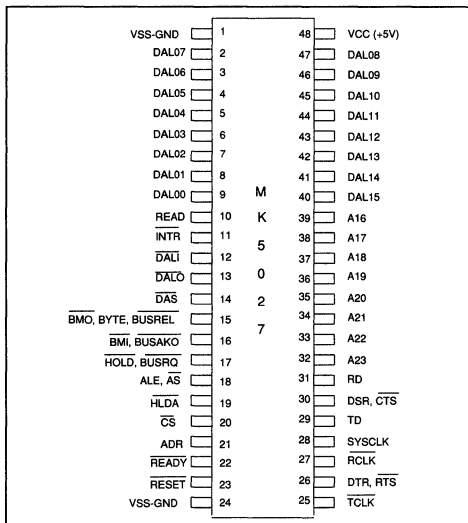 VSS-GND 1 48 VCC (+5V)
DAL07 2 47 DAL08
DAL06 3 46 DAL09
DAL05 4 45 DAL10
DAL04 5 44 DAL11
DAL03 6 43 DAL12
DAL02 7 42 DAL13
DAL01 8 41 DAL14
DAL00 9 M 40 DAL15
READ 10 K 39 A16
INTR 11 5 38 A17
DALI 12 0 37 A18
DALO 13 2 36 A19
DAS 14 7 35 A20
BMO, BYTE, BUSREL 15 34 A21
BMI, BUSAKO 16 33 A22
HOLD, BUSRQ 17 32 A23
ALE, AS 18 31 RD
HLDA 19 30 DSR, CTS
CS 20 29 TD
ADR 21 28 SYSCLK
READY 22 27 RCLK
RESET 23 26 DTR, RTS
VSS-GND 24 25 TCLK